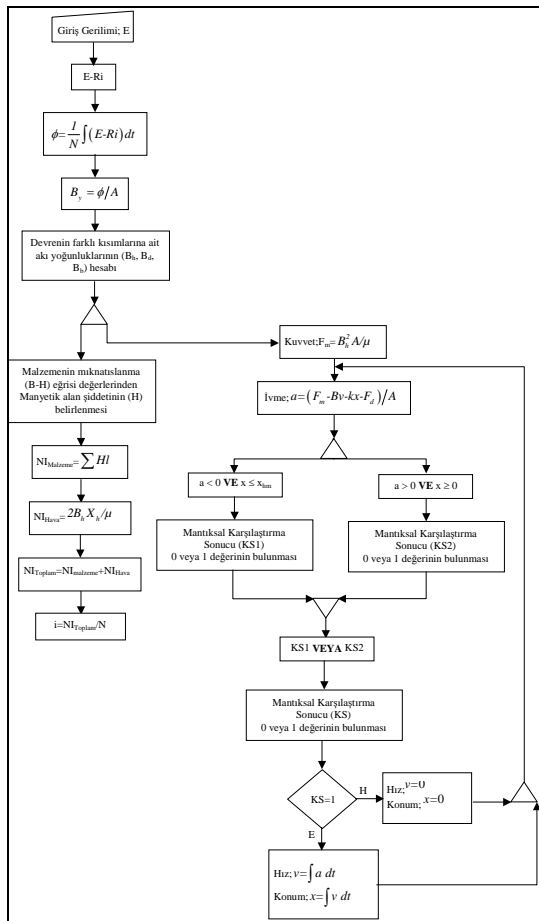 Giriş Gerilimi; E
E-Ri
ϕ=1/N ∫(E-Ri)dt
B_y = ϕ/A
Devrenin farklı kısımlarına ait
akı yoğunluklarının (B_h, B_d,
B_h) hesabı
Malzemenin mıknatıslanma
(B-H) eğrisi değerlerinden
Manyetik alan şiddetinin (H)
belirlenmesi
NI_Malzeme=∑Hl
NI_Hava=2B_h X_h/μ
NI_Toplam=NI_malzeme+NI_Hava
i=NI_Toplam/N
Kuvvet;F_m=B_h^2 A/μ
İvme; a=(F_m-Bv-kx-F_d)/A
a < 0 VE x ≤ x_lim
a > 0 VE x ≥ 0
Mantıksal Karşılaştırma
Sonucu (KS1)
0 veya 1 değerinin bulunması
Mantıksal Karşılaştırma
Sonucu (KS2)
0 veya 1 değerinin bulunması
KS1 VEYA KS2
Mantıksal Karşılaştırma
Sonucu (KS)
0 veya 1 değerinin bulunması
KS=1
H
Hız; v=0
Konum; x=0
E
Hız; v=∫a dt
Konum; x=∫v dt